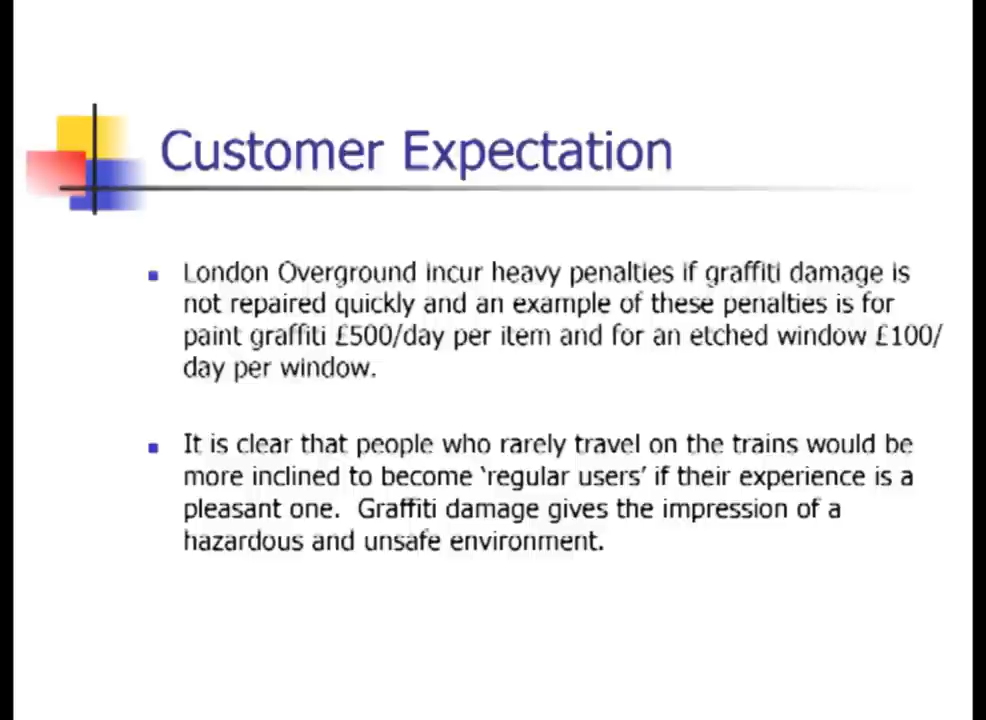 Customer Expectation
London Overground incur heavy penalties if graffiti damage is
not repaired quickly and an example of these penalties is for
paint graffiti £500/day per item and for an etched window £100/
day per window.
It is clear that people who rarely travel on the trains would be
more inclined to become ‘regular users’ if their experience is a
pleasant one. Graffiti damage gives the impression of a
hazardous and unsafe environment.